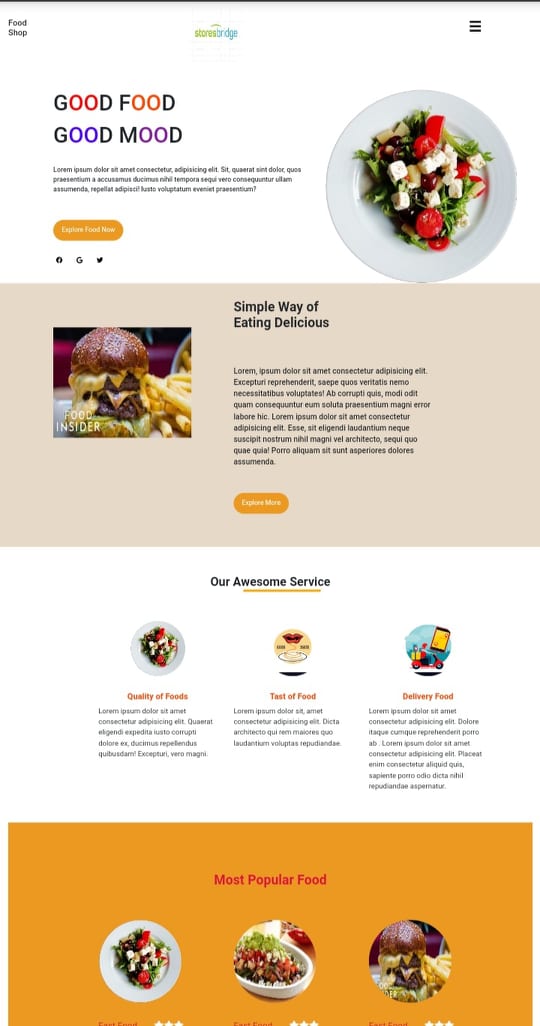 Food
Shop
storesbridge
GOOD FOOD
GOOD MOOD
Lorem ipsum dolor sit amet consectetur, adipisicing elit. Sit, quaerat sint dolor, quos
praesentium a accusamus ducimus nihil tempora sequi vero consequuntur ullam
assumenda, repellat adipisci! Iusto voluptatum eveniet praesentium?
Explore Food Now
Simple Way of
Eating Delicious
FOOD
INSIDER
Lorem, ipsum dolor sit amet consectetur adipisicing elit.
Excepturi reprehenderit, saepe quos veritatis nemo
necessitatibus voluptates! Ab corrupti quis, modi odit
quam consequuntur eum soluta praesentium magni error
labore hic. Lorem ipsum dolor sit amet consectetur
adipisicing elit. Esse, sit eligendi laudantium neque
suscipit nostrum nihil magni vel architecto, sequi quo
quae quia! Porro aliquam sit sunt asperiores dolores
assumenda.
Explore More
Our Awesome Service
Quality of Foods
Lorem ipsum dolor sit amet
consectetur adipisicing elit. Quaerat
eligendi expedita iusto corrupti
dolore ex, ducimus repellendus
quibusdam! Excepturi, vero magni.
Tast of Food
Lorem ipsum dolor sit, amet
consectetur adipisicing elit. Dicta
architecto qui rem maiores quo
laudantium voluptas repudiandae.
Delivery Food
Lorem ipsum dolor sit amet
consectetur adipisicing elit. Dolore
itaque cumque reprehenderit porro
ab . Lorem ipsum dolor sit amet
consectetur adipisicing elit. Placeat
enim consectetur aliquid quis,
sapiente porro odio dicta nihil
repudiandae aspernatur.
Most Popular Food
Fast Food
Fast Food
Fast Food